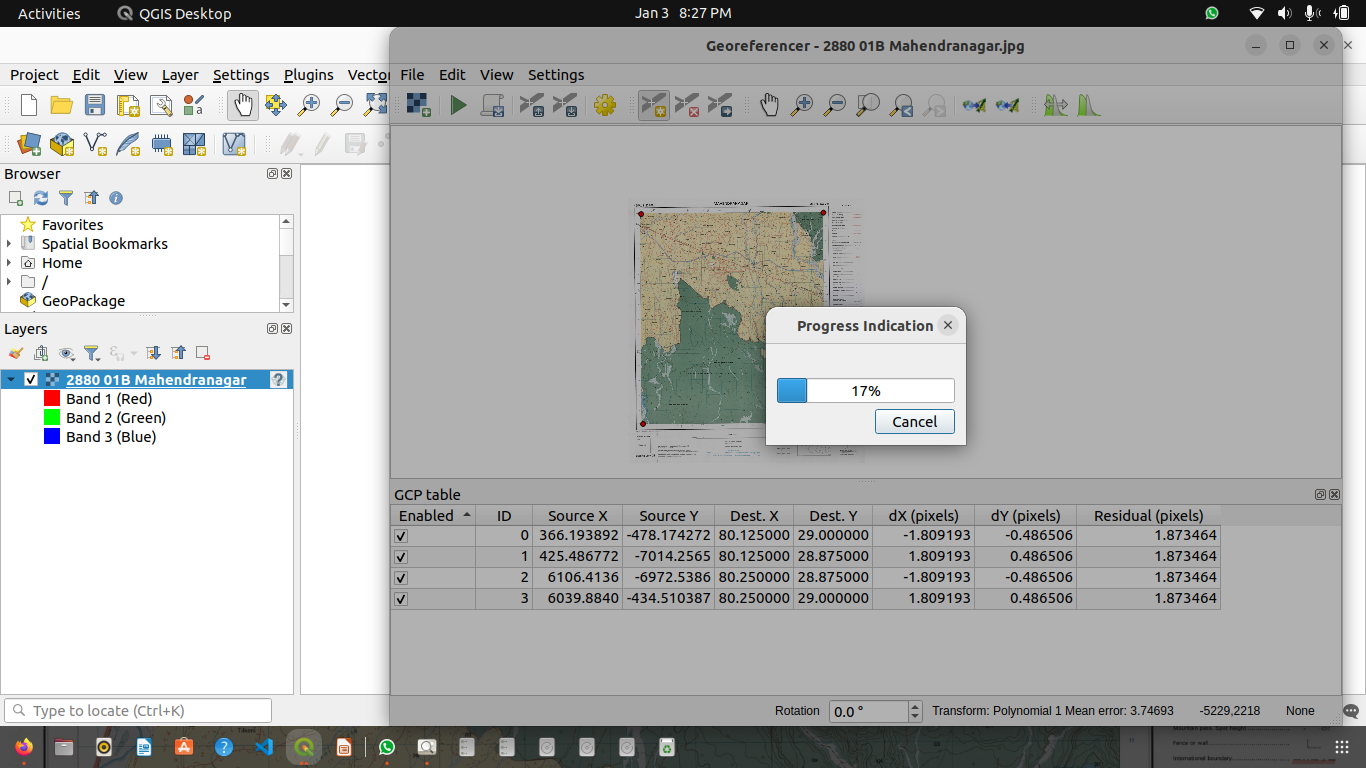 Activities QGIS Desktop Jan 3 8:27 PM
Georeferencer - 2880 01B Mahendranagar.jpg
Project Edit View Layer Settings Plugins Vecto
File Edit View Settings
Browser
Favorites
Spatial Bookmarks
Home
/
GeoPackage
Layers
2880 01B Mahendranagar
Band 1 (Red)
Band 2 (Green)
Band 3 (Blue)
MAHENDRANAGAR
Progress Indication
17%
Cancel
GCP table
Enabled ID Source X Source Y Dest. X Dest. Y dX (pixels) dY (pixels) Residual (pixels)
0 366.193892 -478.174272 80.125000 29.000000 -1.809193 -0.486506 1.873464
1 425.486772 -7014.2565 80.125000 28.875000 1.809193 0.486506 1.873464
2 6106.4136 -6972.5386 80.250000 28.875000 -1.809193 -0.486506 1.873464
3 6039.8840 -434.510387 80.250000 29.000000 1.809193 0.486506 1.873464
Type to locate (Ctrl+K)
Rotation 0.0 ° Transform: Polynomial 1 Mean error: 3.74693 -5229,2218 None
Fence or wall
International boundary